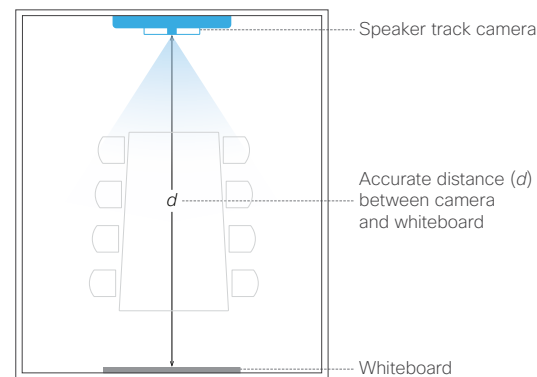 Speaker track camera
d
Accurate distance (d)
between camera
and whiteboard
Whiteboard